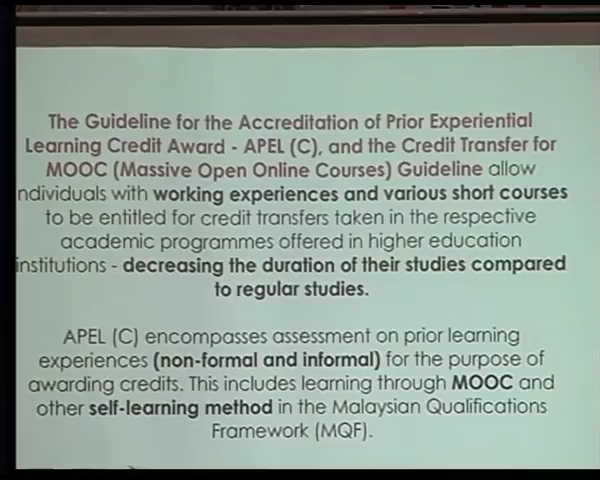 The Guideline for the Accreditation of Prior Experiential
Learning Credit Award - APEL (C), and the Credit Transfer for
MOOC (Massive Open Online Courses) Guideline allow
ndividuals with working experiences and various short courses
to be entitled for credit transfers taken in the respective
academic programmes offered in higher education
institutions - decreasing the duration of their studies compared
to regular studies.
APEL (C) encompasses assessment on prior learning
experiences (non-formal and informal) for the purpose of
awarding credits. This includes learning through MOOC and
other self-learning method in the Malaysian Qualifications
Framework (MQF).